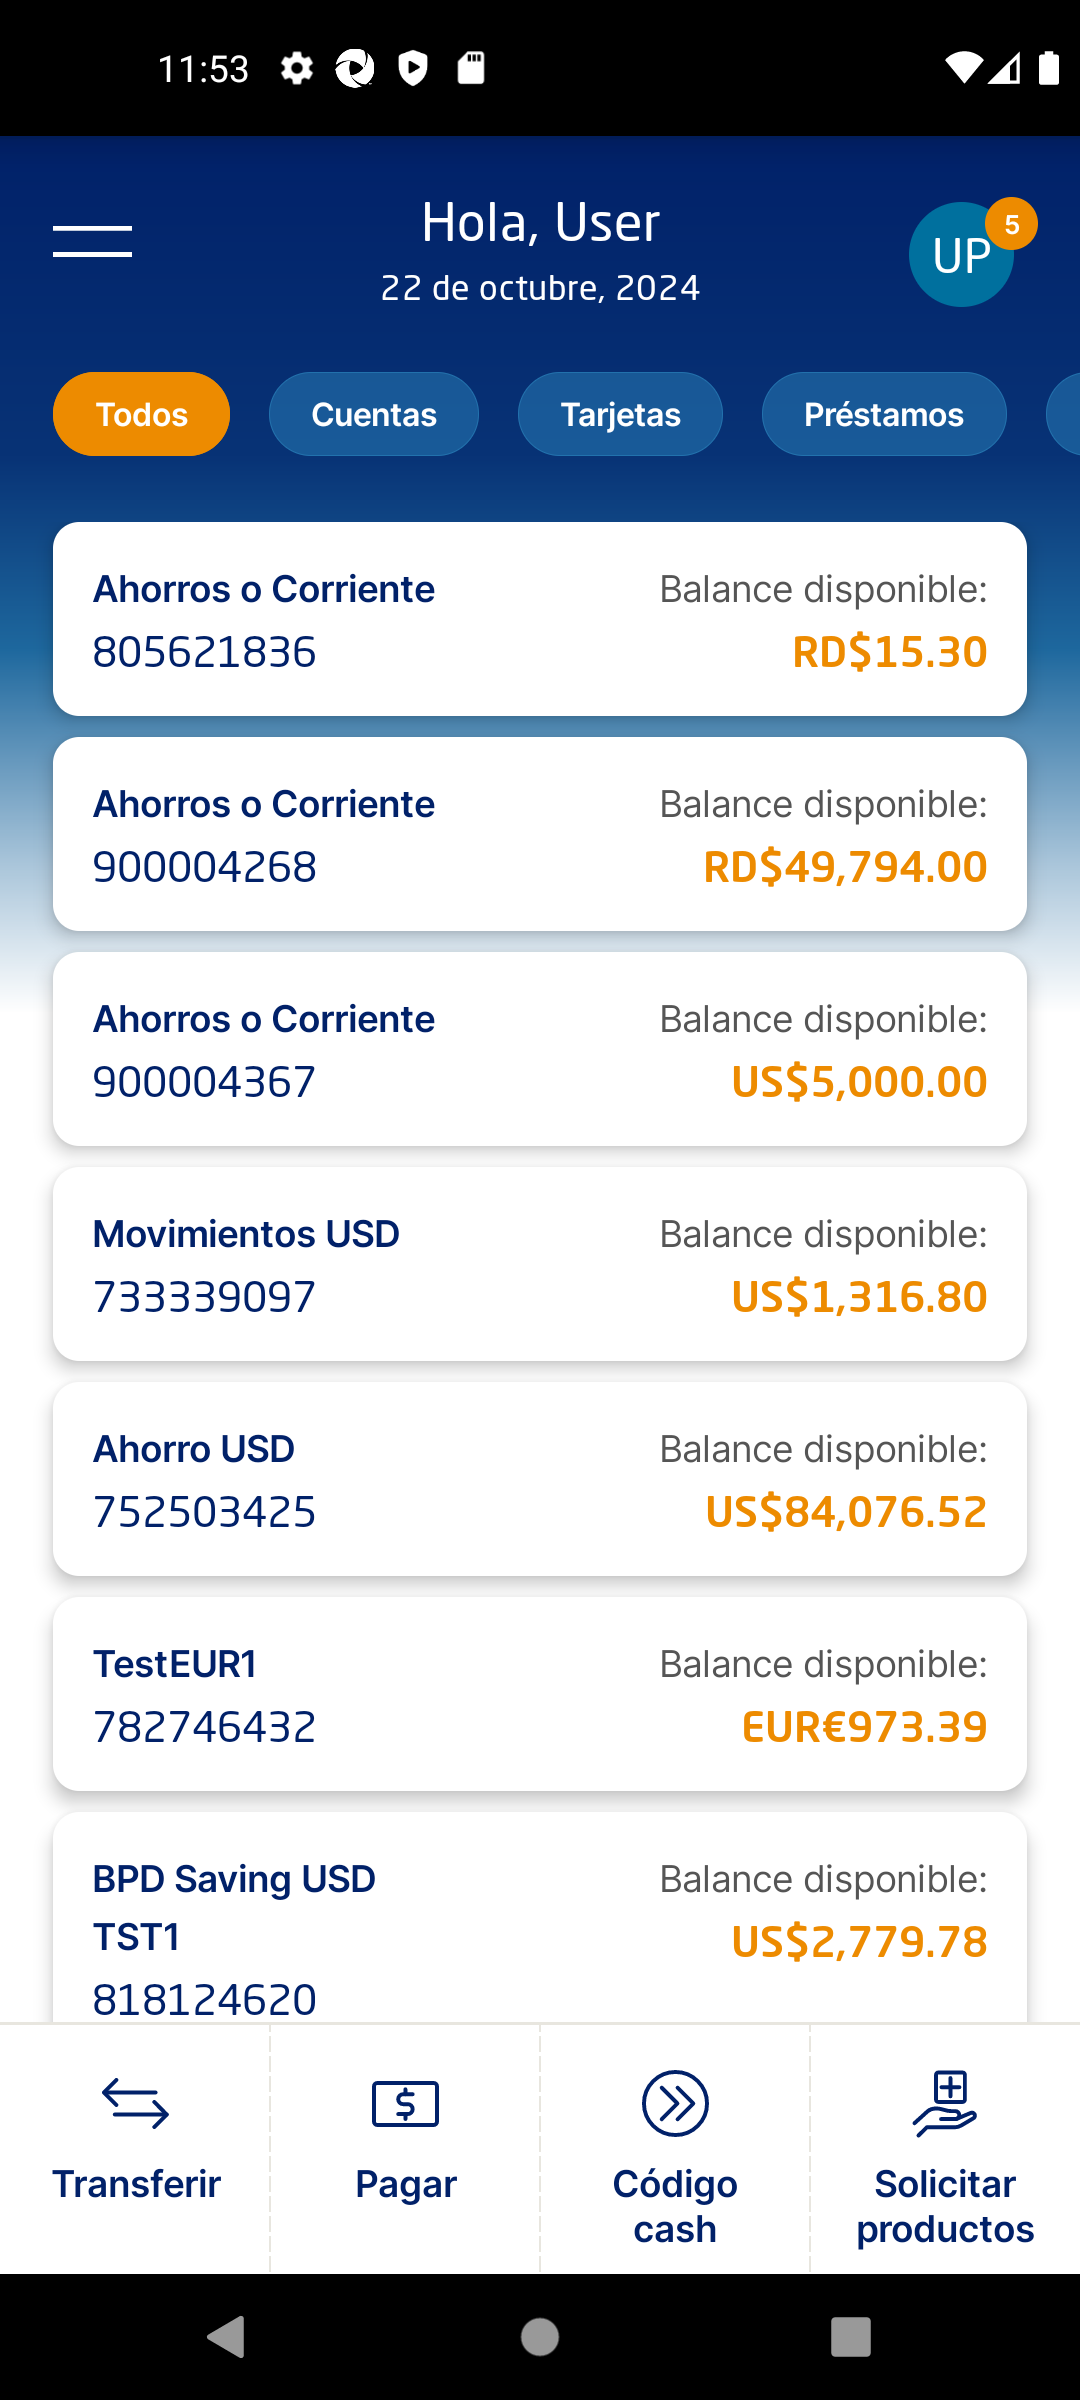 11:53
Hola, User
22 de octubre, 2024
UP
5
Todos
Cuentas
Tarjetas
Préstamos
Ahorros o Corriente
Balance disponible:
805621836
RD$15.30
Ahorros o Corriente
Balance disponible:
900004268
RD$49,794.00
Ahorros o Corriente
Balance disponible:
900004367
US$5,000.00
Movimientos USD
Balance disponible:
733339097
US$1,316.80
Ahorro USD
Balance disponible:
752503425
US$84,076.52
TestEUR1
Balance disponible:
782746432
EUR€973.39
BPD Saving USD
TST1
Balance disponible:
818124620
US$2,779.78
Transferir
Pagar
Código
cash
Solicitar
productos